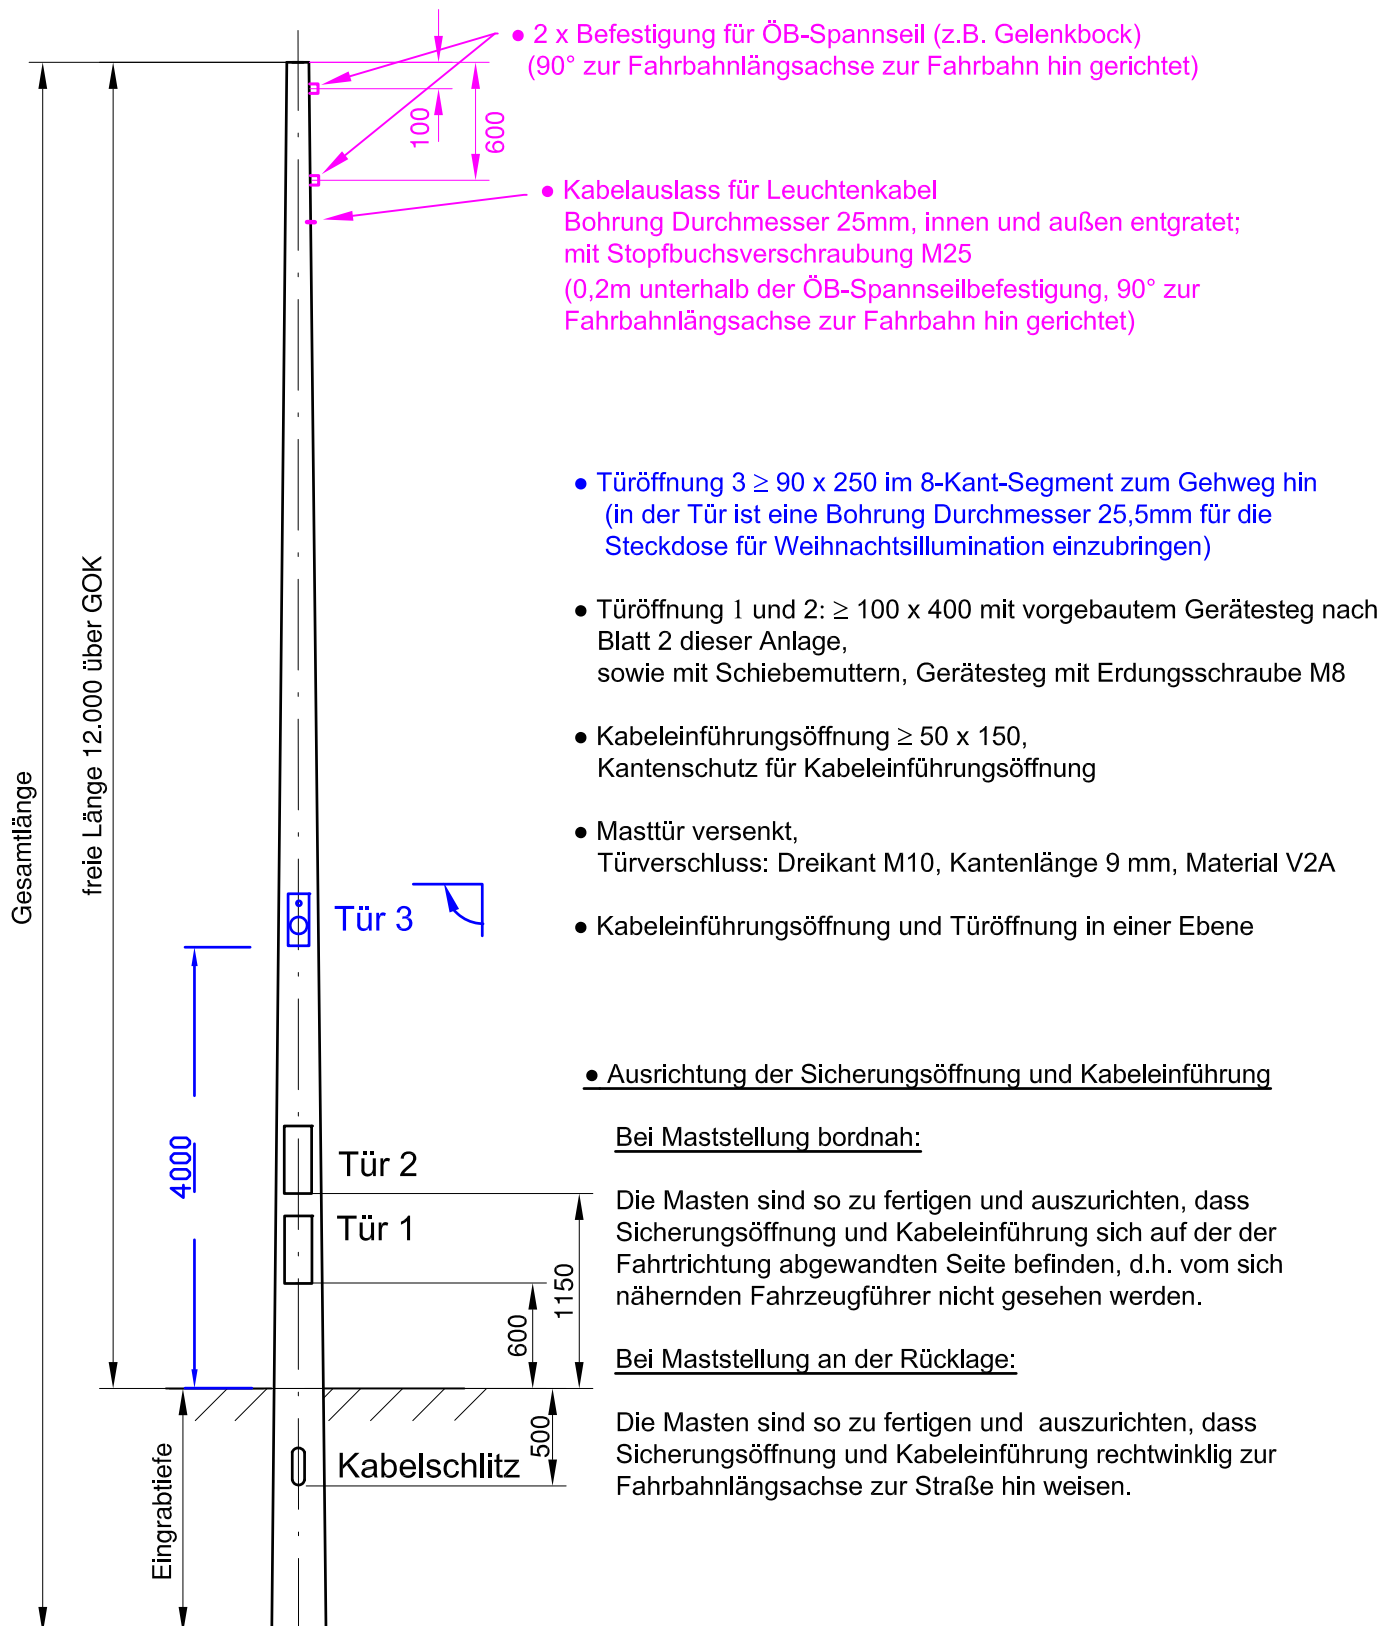 ● 2 x Befestigung für ÖB-Spannseil (z.B. Gelenkbock)
(90° zur Fahrbahnlängsachse zur Fahrbahn hin gerichtet)
100
600
● Kabelauslass für Leuchtenkabel
Bohrung Durchmesser 25mm, innen und außen entgratet;
mit Stopfbuchsverschraubung M25
(0,2m unterhalb der ÖB-Spannseilbefestigung, 90° zur
Fahrbahnlängsachse zur Fahrbahn hin gerichtet)
● Türöffnung 3 ≥ 90 x 250 im 8-Kant-Segment zum Gehweg hin
(in der Tür ist eine Bohrung Durchmesser 25,5mm für die
Steckdose für Weihnachtsillumination einzubringen)
● Türöffnung 1 und 2: ≥ 100 x 400 mit vorgebautem Gerätesteg nach
Blatt 2 dieser Anlage,
sowie mit Schiebemuttern, Gerätesteg mit Erdungsschraube M8
● Kabeleinführungsöffnung ≥ 50 x 150,
Kantenschutz für Kabeleinführungsöffnung
● Masttür versenkt,
Türverschluss: Dreikant M10, Kantenlänge 9 mm, Material V2A
● Kabeleinführungsöffnung und Türöffnung in einer Ebene
Gesamtlänge
freie Länge 12.000 über GOK
Tür 3
4000
Tür 2
Tür 1
1150
600
500
Kabelschlitz
Eingrabtiefe
● Ausrichtung der Sicherungsöffnung und Kabeleinführung
Bei Maststellung bordnah:
Die Masten sind so zu fertigen und auszurichten, dass
Sicherungsöffnung und Kabeleinführung sich auf der der
Fahrtrichtung abgewandten Seite befinden, d.h. vom sich
nähernden Fahrzeugführer nicht gesehen werden.
Bei Maststellung an der Rücklage:
Die Masten sind so zu fertigen und  auszurichten, dass
Sicherungsöffnung und Kabeleinführung rechtwinklig zur
Fahrbahnlängsachse zur Straße hin weisen.